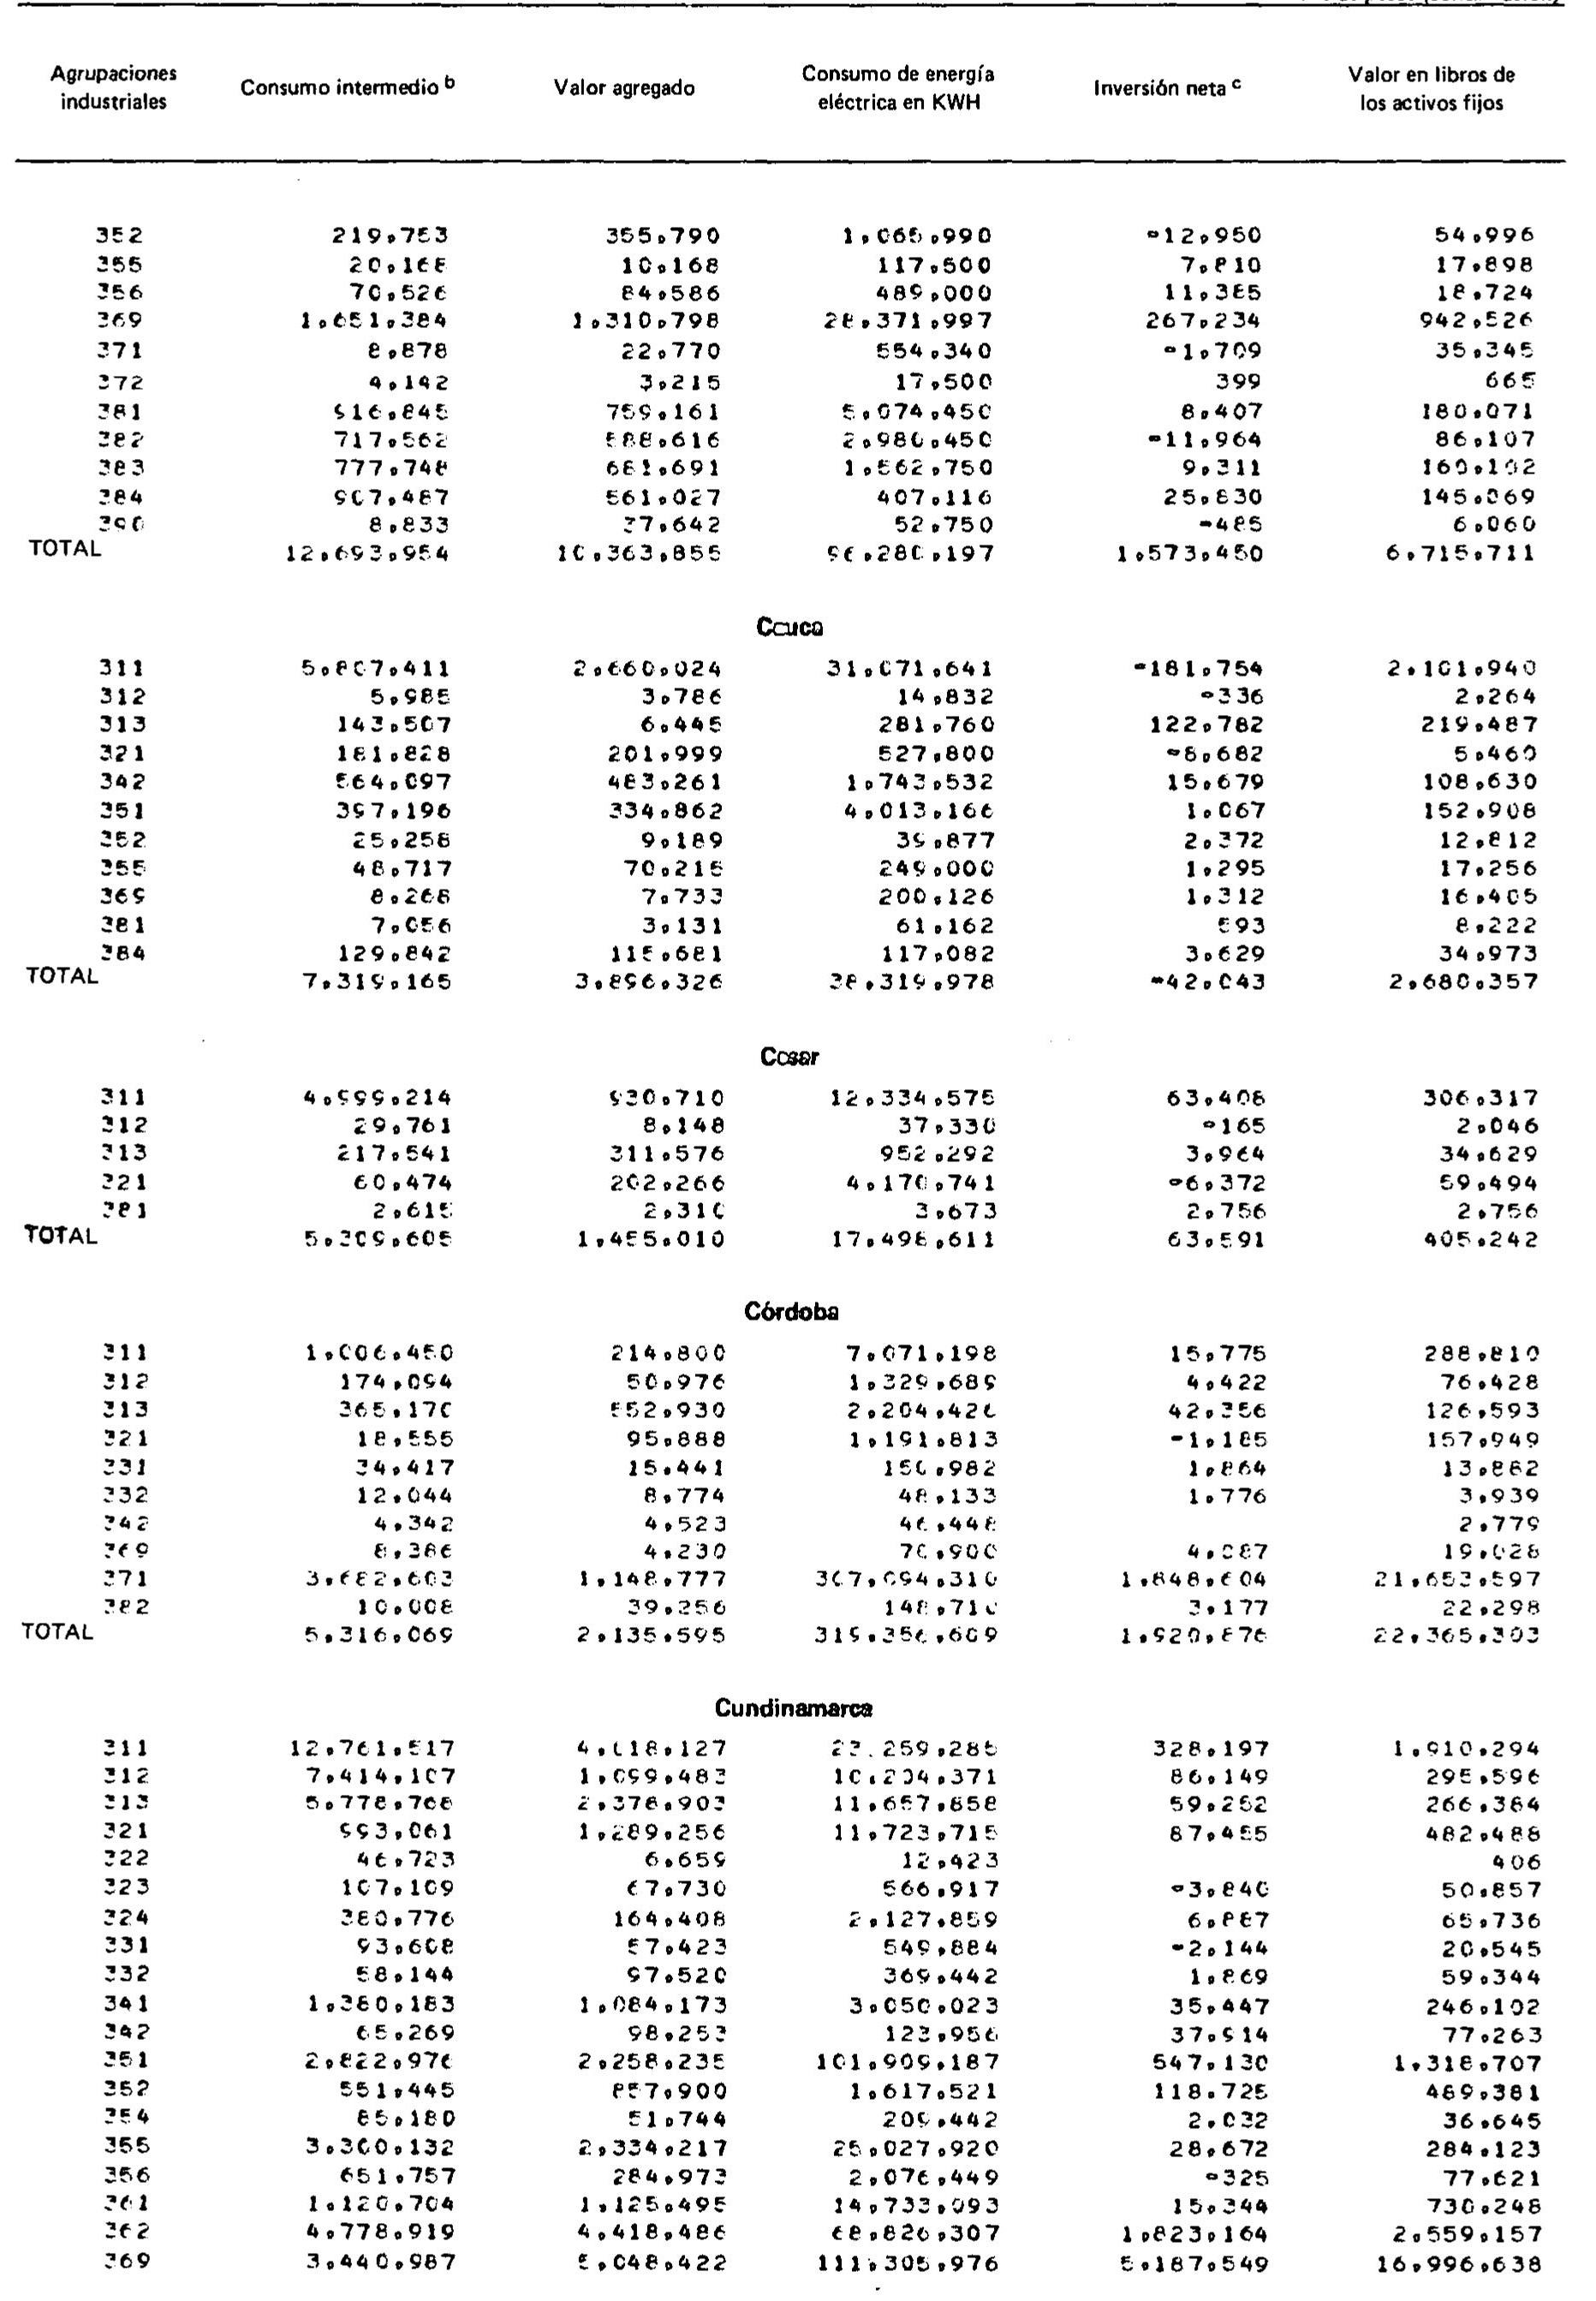 Agrupaciones industriales Consumo intermedio b Valor agregado Consumo de energía eléctrica en KWH Inversión neta c Valor en libros de los activos fijos
352 219,753 355,790 1,065,990 -12,950 54,996
355 20,168 10,168 117,500 7,810 17,898
356 70,526 84,586 489,000 11,385 18,724
369 1,651,384 1,310,798 28,371,997 267,234 942,526
371 8,878 22,770 554,340 -1,709 35,345
372 4,142 3,215 17,500 399 665
381 916,845 759,161 5,074,450 8,407 180,071
382 717,562 588,616 2,980,450 -11,964 86,107
383 777,748 681,691 1,562,750 9,311 160,102
384 907,487 561,027 407,116 25,830 145,069
390 8,833 37,642 52,750 -485 6,060
TOTAL 12,693,954 10,363,855 96,280,197 1,573,450 6,715,711
Cauca
311 5,807,411 2,660,024 31,071,641 -181,754 2,101,940
312 5,985 3,786 14,832 -336 2,264
313 143,507 6,445 281,760 122,782 219,487
321 181,828 201,999 527,800 -8,682 5,460
342 564,097 483,261 1,743,532 15,679 108,630
351 397,196 334,862 4,013,166 1,067 152,908
352 25,258 9,189 39,877 2,372 12,812
355 48,717 70,215 249,000 1,295 17,256
369 8,268 7,733 200,126 1,312 16,405
381 7,056 3,131 61,162 593 8,222
384 129,842 115,681 117,082 3,629 34,973
TOTAL 7,319,165 3,896,326 38,319,978 -42,043 2,680,357
Cesar
311 4,999,214 930,710 12,334,575 63,408 306,317
312 29,761 8,148 37,330 -165 2,046
313 217,541 311,576 952,292 3,964 34,629
321 60,474 202,266 4,170,741 -6,372 59,494
381 2,615 2,310 3,673 2,756 2,756
TOTAL 5,309,605 1,455,010 17,498,611 63,591 405,242
Córdoba
311 1,006,450 214,800 7,071,198 15,775 288,810
312 174,094 50,976 1,329,689 4,422 76,428
313 365,170 552,930 2,204,426 42,356 126,593
321 18,555 95,888 1,191,813 -1,185 157,949
331 34,417 15,441 150,982 1,864 13,882
332 12,044 8,774 48,133 1,776 3,939
342 4,342 4,523 46,448 2,779
369 8,386 4,230 70,900 4,087 19,028
371 3,682,603 1,148,777 307,094,310 1,848,604 21,653,597
382 10,008 39,256 148,710 3,177 22,298
TOTAL 5,316,069 2,135,595 319,356,609 1,920,876 22,365,303
Cundinamarca
311 12,761,517 4,018,127 23,259,285 328,197 1,910,294
312 7,414,107 1,099,483 10,204,371 86,149 295,596
313 5,778,768 2,378,903 11,657,858 59,252 266,384
321 993,061 1,289,256 11,723,715 87,455 482,488
322 46,723 6,659 12,423 406
323 107,109 67,730 566,917 -3,840 50,857
324 380,776 164,408 2,127,859 6,887 65,736
331 93,608 57,423 549,884 -2,144 20,545
332 58,144 97,520 369,442 1,869 59,344
341 1,380,183 1,084,173 3,050,023 35,447 246,102
342 65,269 98,253 123,956 37,914 77,263
351 2,822,976 2,258,235 101,909,187 547,130 1,318,707
352 551,445 857,900 1,617,521 118,725 489,381
354 85,180 51,744 209,442 2,032 36,645
355 3,300,132 2,334,217 25,027,920 28,672 284,123
356 651,757 284,973 2,076,449 -325 77,621
361 1,120,704 1,125,495 14,733,093 15,344 730,248
362 4,778,919 4,418,486 68,826,307 1,823,164 2,559,157
369 3,440,987 5,048,422 111,305,976 5,187,549 16,996,638